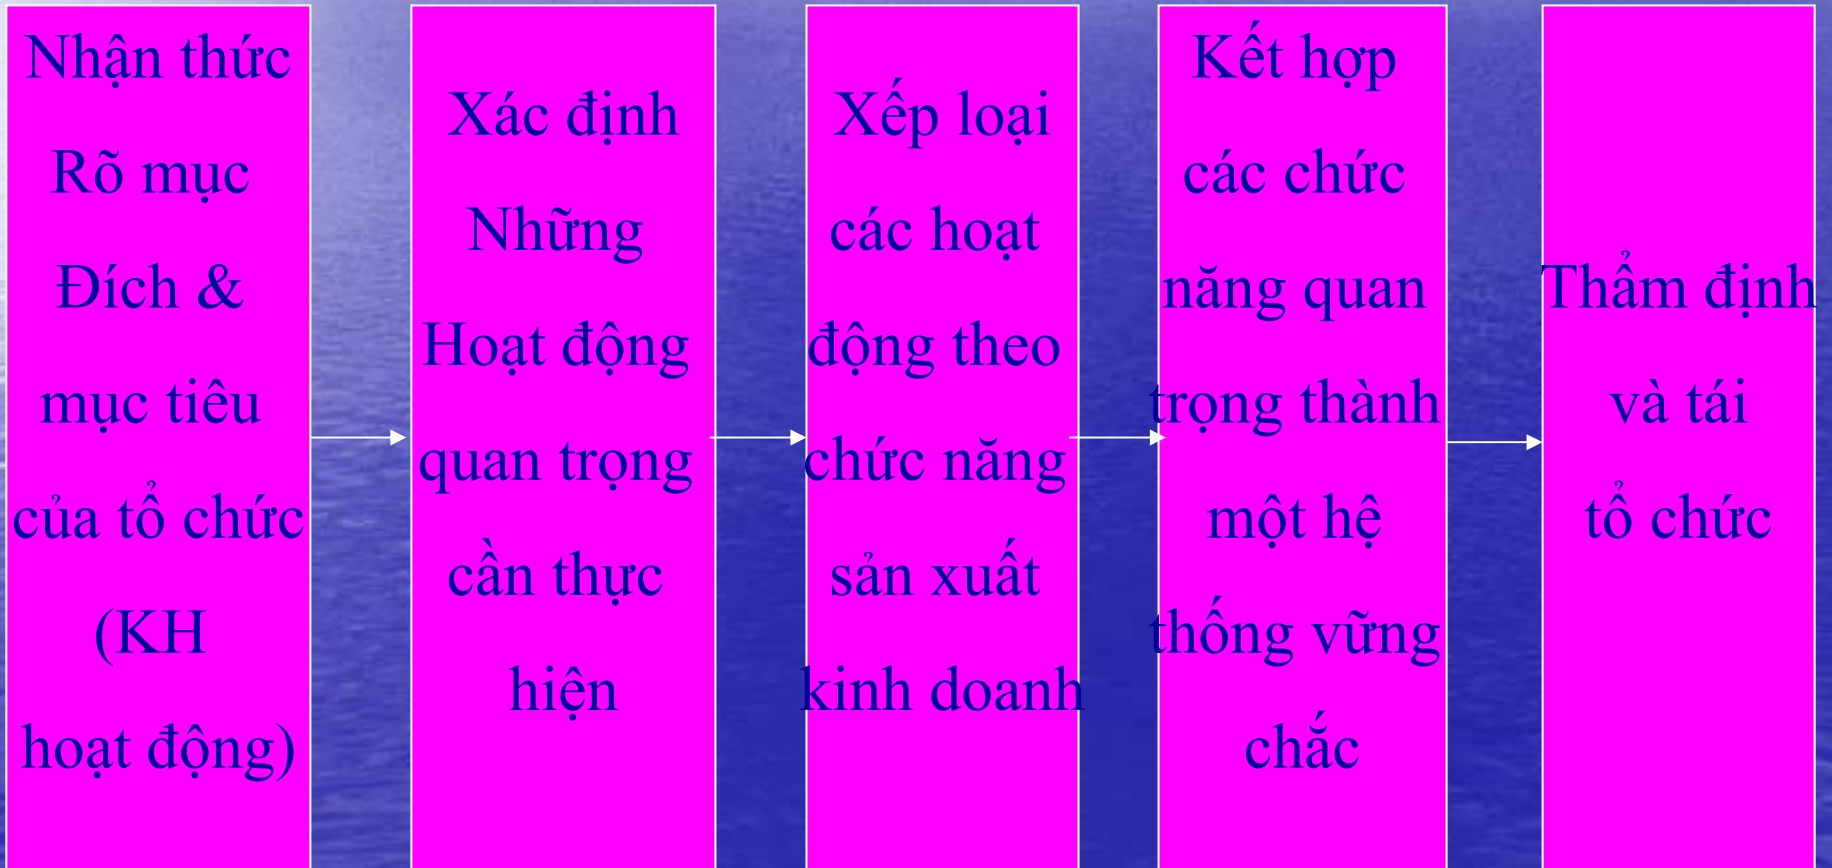 Nhận thức
Rõ mục
Đích &
mục tiêu
của tổ chức
(KH
hoạt động)
Xác định
Những
Hoạt động
quan trọng
cần thực
hiện
Xếp loại
các hoạt
động theo
chức năng
sản xuất
kinh doanh
Kết hợp
các chức
năng quan
trọng thành
một hệ
thống vững
chắc
Thẩm định
và tái
tổ chức